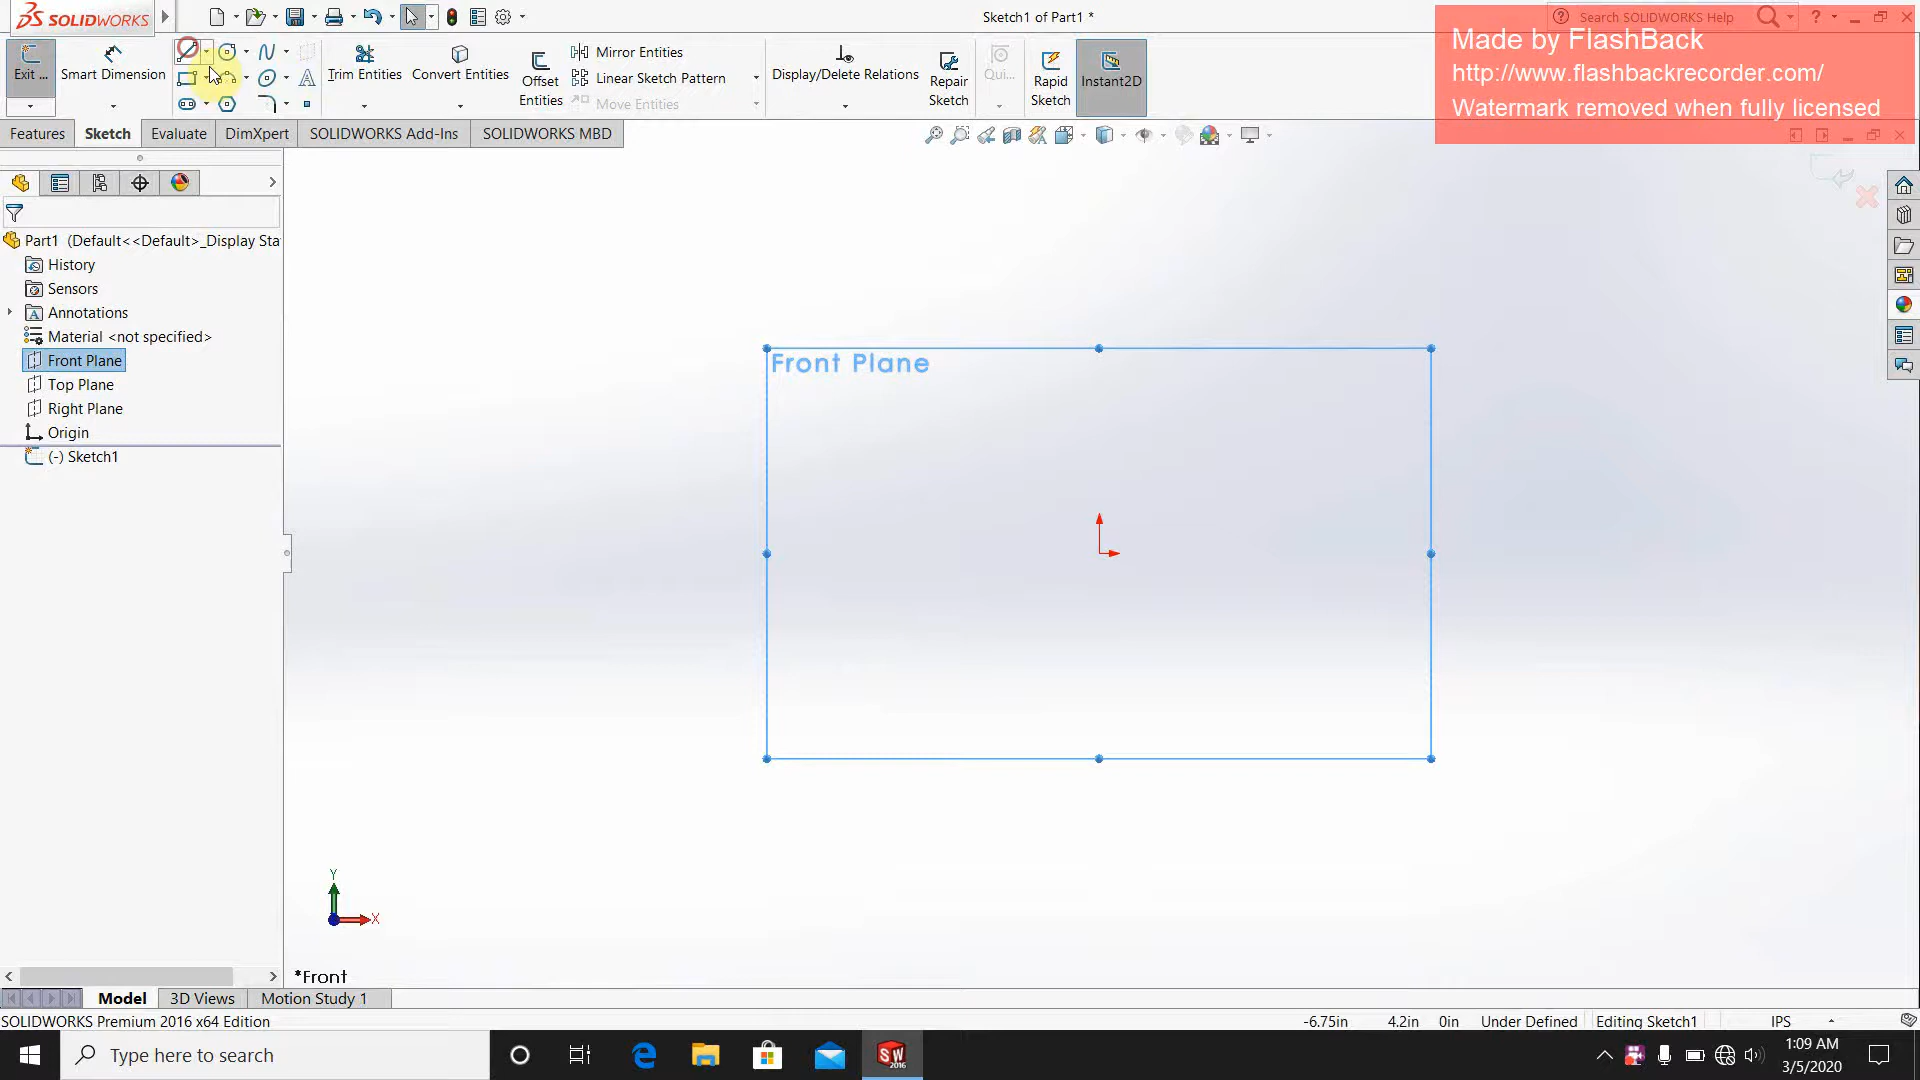 SOLIDWORKS
Sketch1 of Part1 *
Search SOLIDWORKS Help
Made by FlashBack
http://www.flashbackrecorder.com/
Watermark removed when fully licensed
Exit ...
Smart Dimension
Trim Entities
Convert Entities
Offset
Entities
Mirror Entities
Linear Sketch Pattern
Move Entities
Display/Delete Relations
Repair
Sketch
Qui...
Rapid
Sketch
Instant2D
Features
Sketch
Evaluate
DimXpert
SOLIDWORKS Add-Ins
SOLIDWORKS MBD
Part1 (Default<<Default>_Display Sta
History
Sensors
Annotations
Material <not specified>
Front Plane
Top Plane
Right Plane
Origin
(-) Sketch1
Front Plane
Y
X
*Front
Model
3D Views
Motion Study 1
SOLIDWORKS Premium 2016 x64 Edition
-6.75in
4.2in
0in
Under Defined
Editing Sketch1
IPS
Type here to search
SW
2016
1:09 AM
3/5/2020